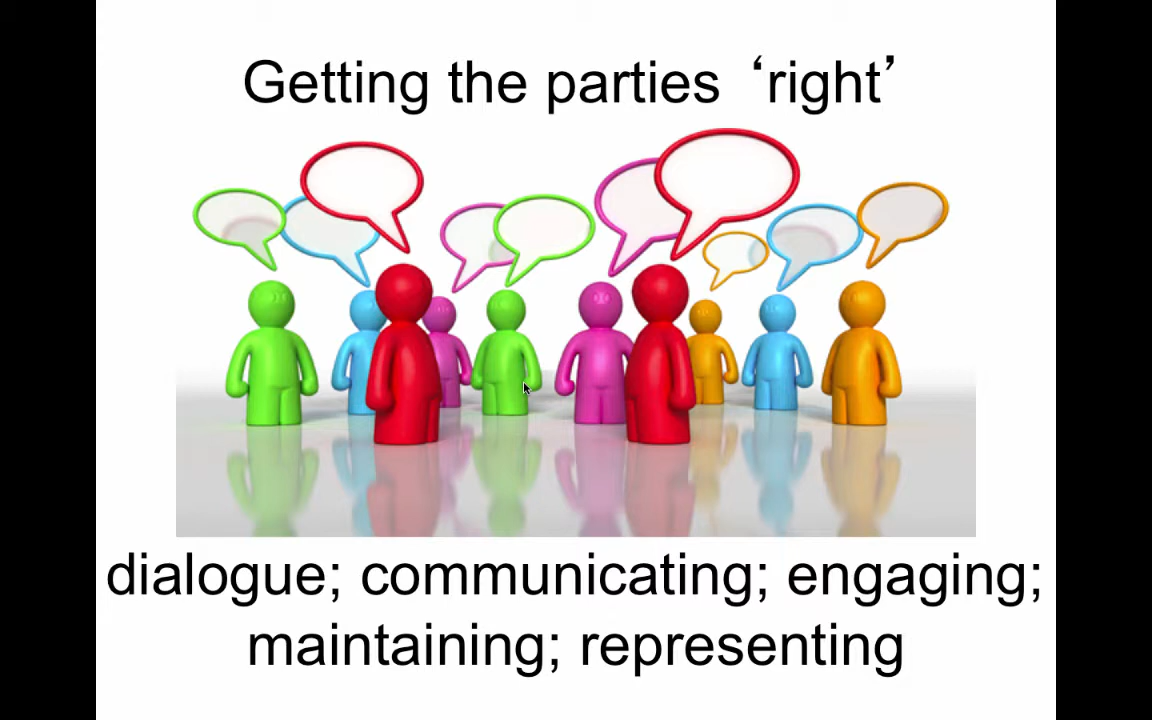 Getting the parties ‘right’
dialogue; communicating; engaging;
maintaining; representing